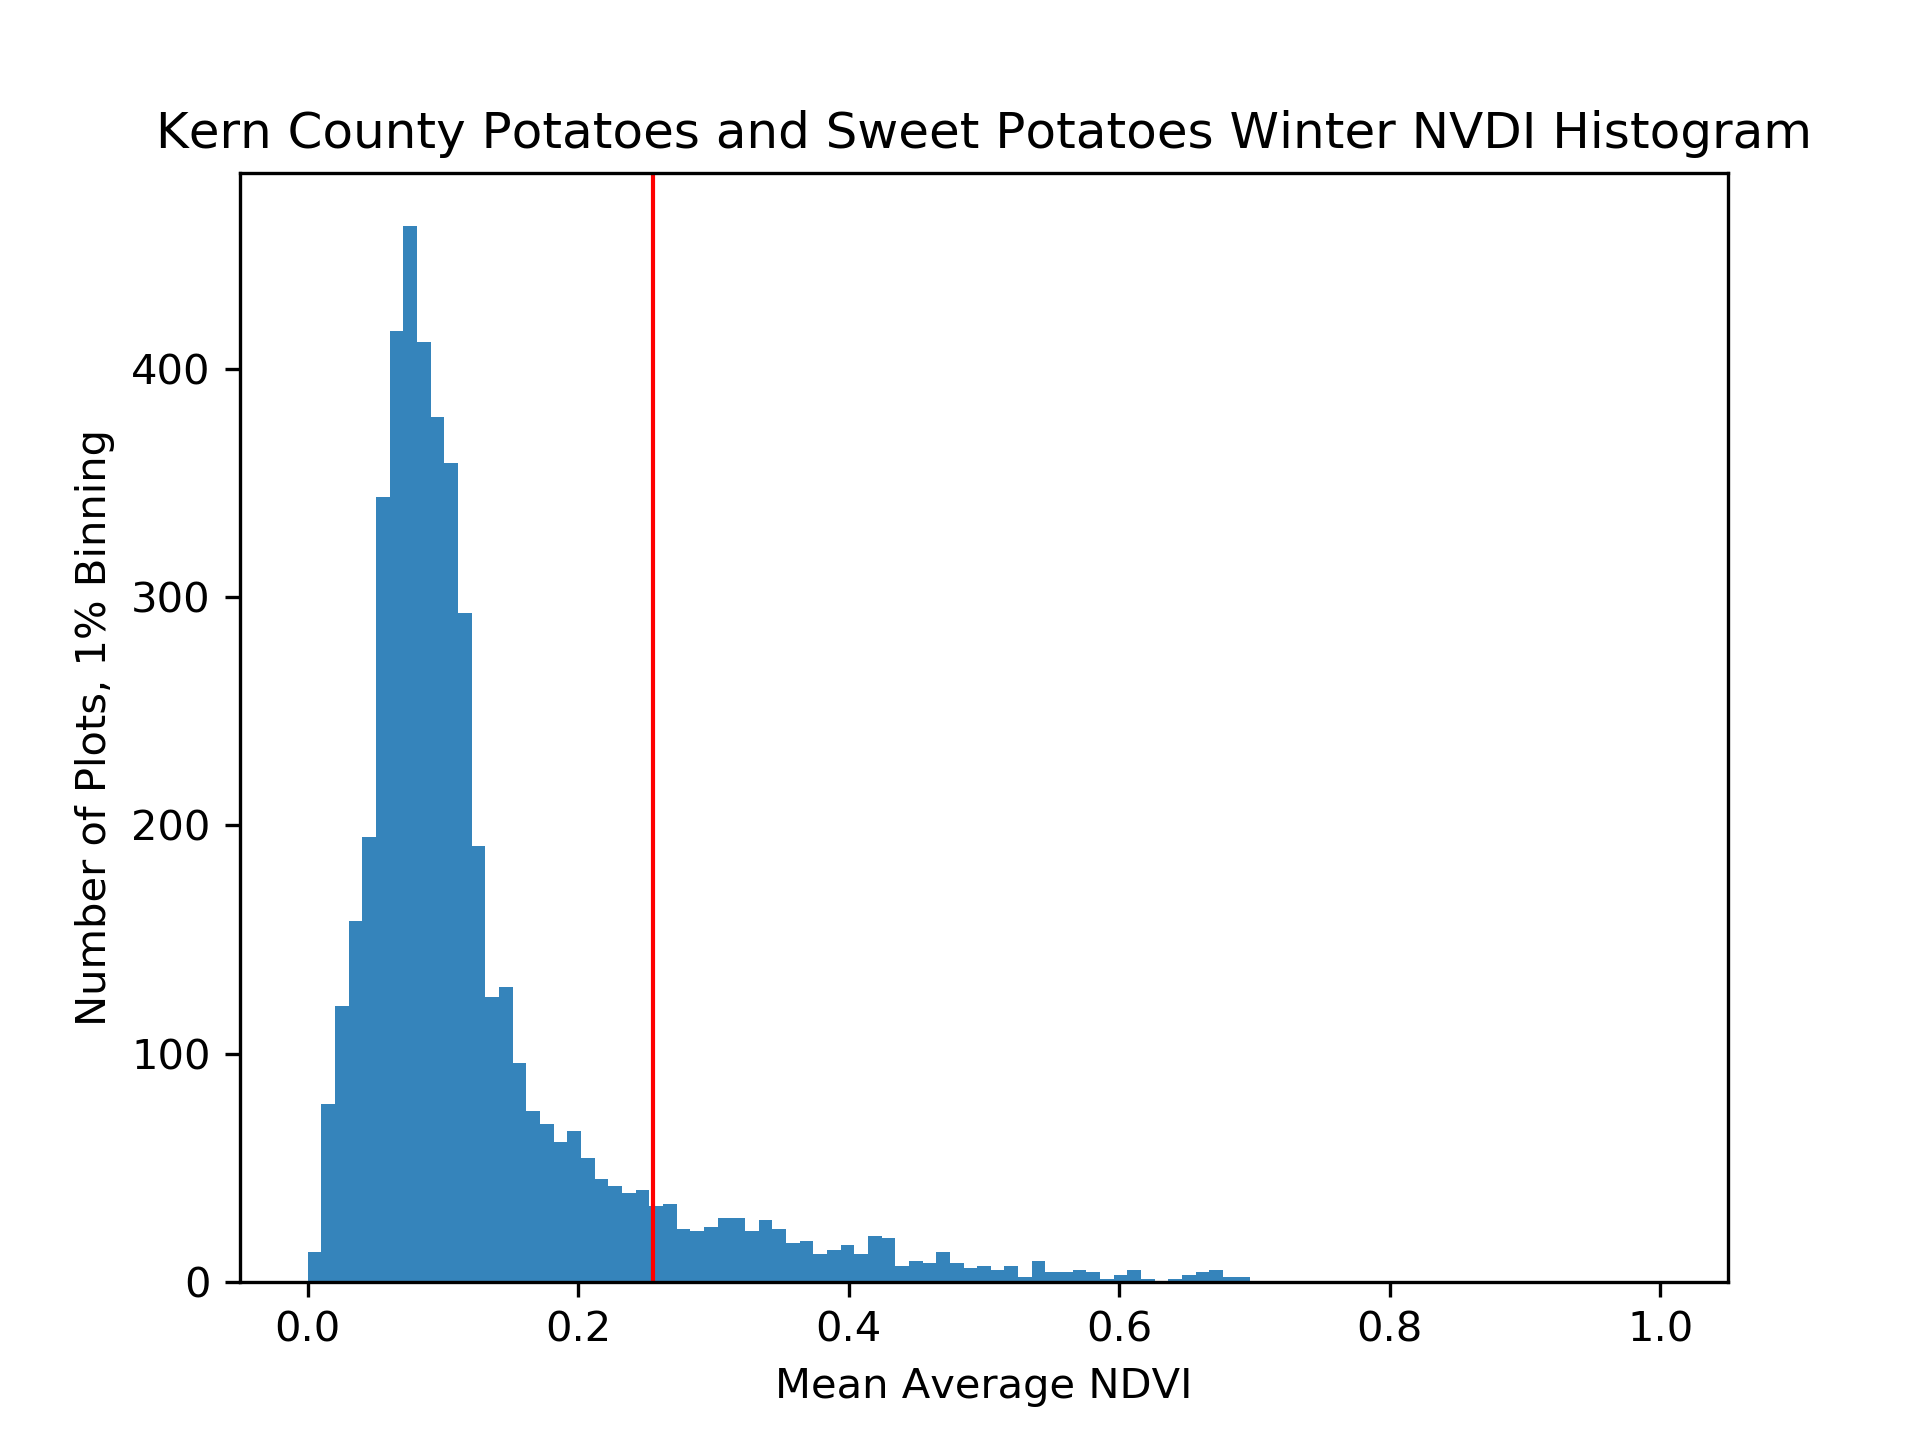 Kern County Potatoes and Sweet Potatoes Winter NVDI Histogram
Number of Plots, 1% Binning
400
300
200
100
0
0.0 0.2 0.4 0.6 0.8 1.0
Mean Average NDVI